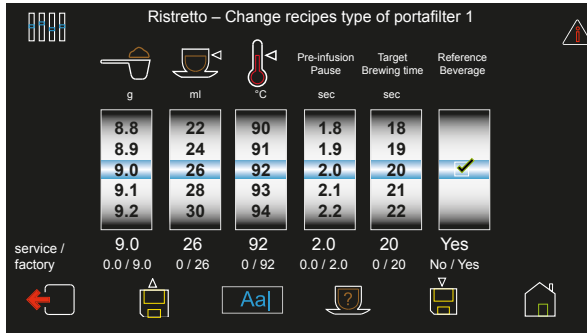 Ristretto – Change recipes type of portafilter 1
Pre-infusion Target Reference
Pause Brewing time Beverage
g ml °C sec sec
8.8 22 90 1.8 18
8.9 24 91 1.9 19
9.0 26 92 2.0 20
9.1 28 93 2.1 21
9.2 30 94 2.2 22
service / 9.0 26 92 2.0 20 Yes
factory 0.0 / 9.0 0 / 26 0 / 92 0.0 / 2.0 0 / 20 No / Yes
Aa| ?